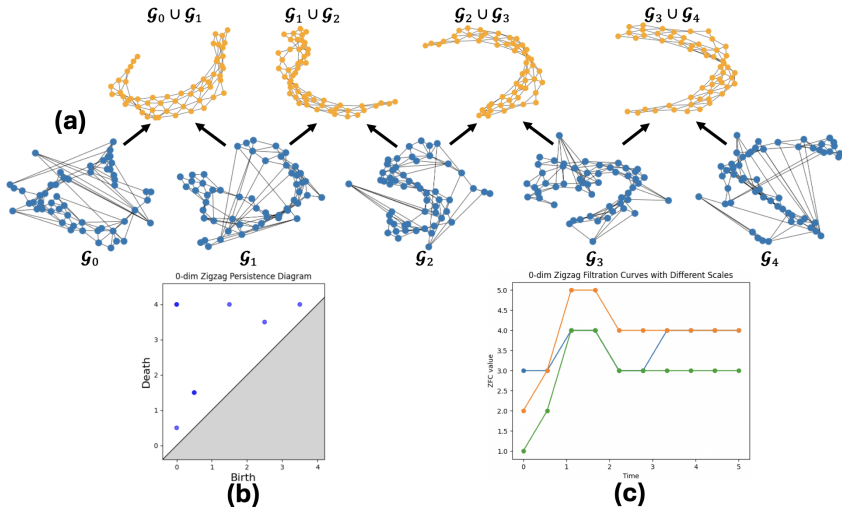 𝓖₀ ∪ 𝓖₁
𝓖₁ ∪ 𝓖₂
𝓖₂ ∪ 𝓖₃
𝓖₃ ∪ 𝓖₄
(a)
𝓖₀
𝓖₁
𝓖₂
𝓖₃
𝓖₄
0-dim Zigzag Persistence Diagram
Death
4
3
2
1
0
0 1 2 3 4
Birth
(b)
0-dim Zigzag Filtration Curves with Different Scales
ZFC value
5.0
4.5
4.0
3.5
3.0
2.5
2.0
1.5
1.0
0 1 2 3 4 5
Time
(c)